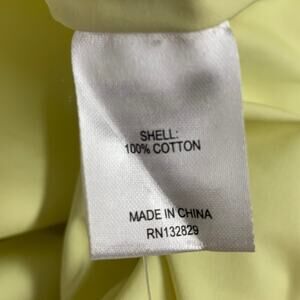 SHELL:
100% COTTON
MADE IN CHINA
RN132829